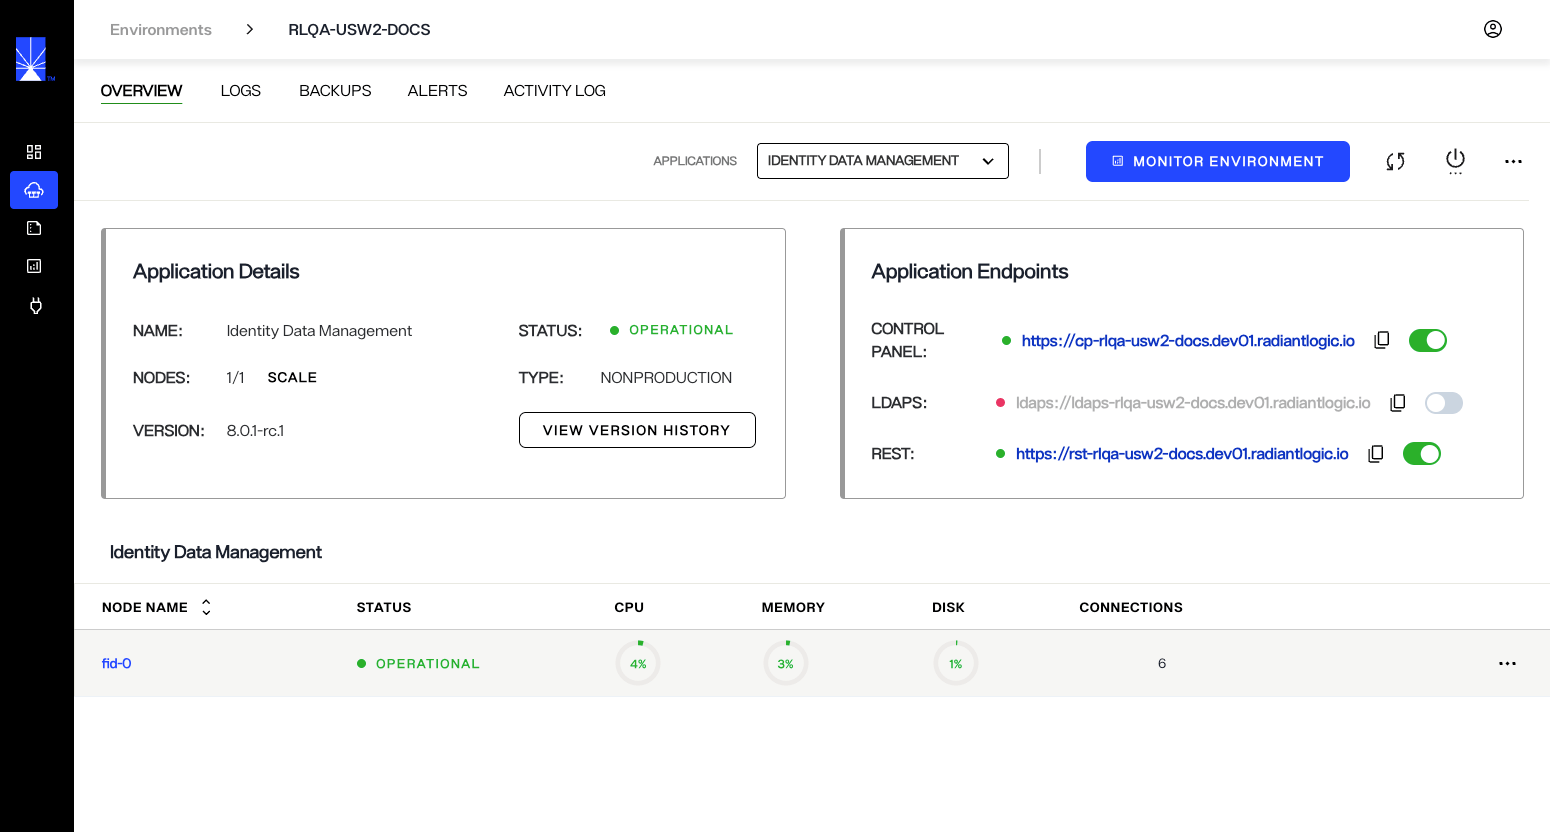 Environments > RLQA-USW2-DOCS
TM
OVERVIEW LOGS BACKUPS ALERTS ACTIVITY LOG
APPLICATIONS IDENTITY DATA MANAGEMENT MONITOR ENVIRONMENT
Application Details
NAME: Identity Data Management STATUS: OPERATIONAL
NODES: 1/1 SCALE TYPE: NONPRODUCTION
VERSION: 8.0.1-rc.1 VIEW VERSION HISTORY
Application Endpoints
CONTROL
PANEL: https://cp-rlqa-usw2-docs.dev01.radiantlogic.io
LDAPS: ldaps://ldaps-rlqa-usw2-docs.dev01.radiantlogic.io
REST: https://rst-rlqa-usw2-docs.dev01.radiantlogic.io
Identity Data Management
NODE NAME STATUS CPU MEMORY DISK CONNECTIONS
fid-0 OPERATIONAL 4% 3% 1% 6